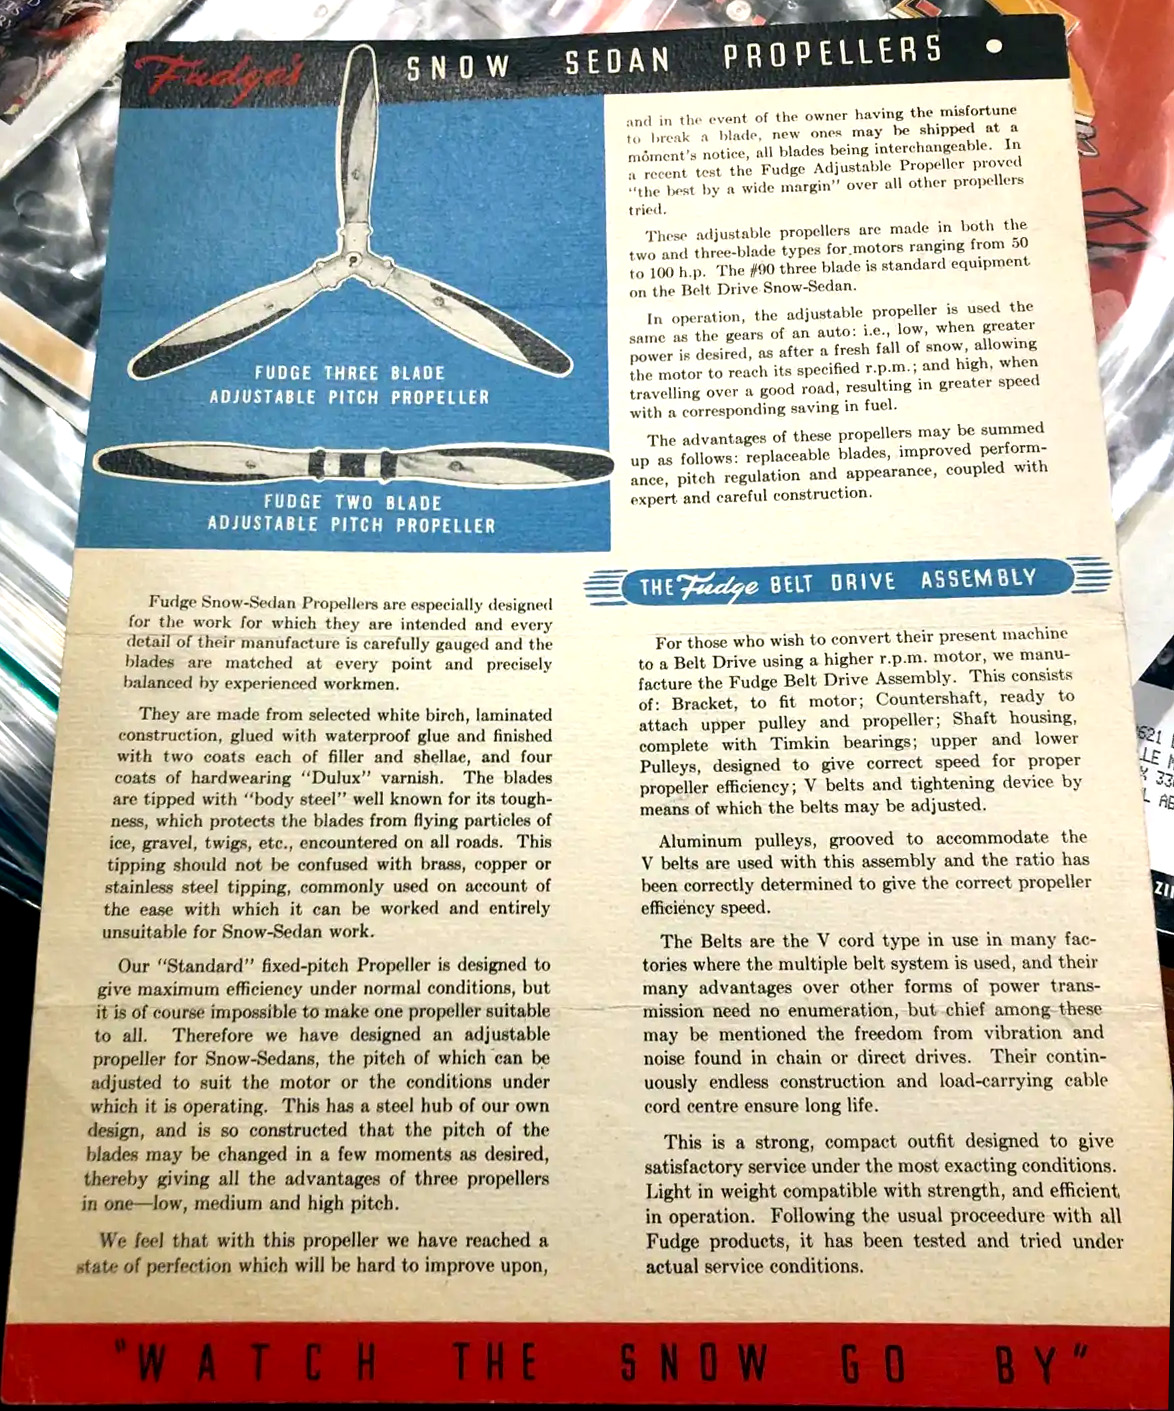 Fudge's SNOW SEDAN PROPELLERS •
FUDGE THREE BLADE
ADJUSTABLE PITCH PROPELLER
FUDGE TWO BLADE
ADJUSTABLE PITCH PROPELLER
Fudge Snow-Sedan Propellers are especially designed
for the work for which they are intended and every
detail of their manufacture is carefully gauged and the
blades are matched at every point and precisely
balanced by experienced workmen.
They are made from selected white birch, laminated
construction, glued with waterproof glue and finished
with two coats each of filler and shellac, and four
coats of hardwearing “Dulux” varnish. The blades
are tipped with “body steel” well known for its tough-
ness, which protects the blades from flying particles of
ice, gravel, twigs, etc., encountered on all roads. This
tipping should not be confused with brass, copper or
stainless steel tipping, commonly used on account of
the ease with which it can be worked and entirely
unsuitable for Snow-Sedan work.
Our “Standard” fixed-pitch Propeller is designed to
give maximum efficiency under normal conditions, but
it is of course impossible to make one propeller suitable
to all. Therefore we have designed an adjustable
propeller for Snow-Sedans, the pitch of which can be
adjusted to suit the motor or the conditions under
which it is operating. This has a steel hub of our own
design, and is so constructed that the pitch of the
blades may be changed in a few moments as desired,
thereby giving all the advantages of three propellers
in one—low, medium and high pitch.
We feel that with this propeller we have reached a
state of perfection which will be hard to improve upon,
and in the event of the owner having the misfortune
to break a blade, new ones may be shipped at a
moment's notice, all blades being interchangeable. In
a recent test the Fudge Adjustable Propeller proved
“the best by a wide margin” over all other propellers
tried.
These adjustable propellers are made in both the
two and three-blade types for motors ranging from 50
to 100 h.p. The #90 three blade is standard equipment
on the Belt Drive Snow-Sedan.
In operation, the adjustable propeller is used the
same as the gears of an auto: i.e., low, when greater
power is desired, as after a fresh fall of snow, allowing
the motor to reach its specified r.p.m.; and high, when
travelling over a good road, resulting in greater speed
with a corresponding saving in fuel.
The advantages of these propellers may be summed
up as follows: replaceable blades, improved perform-
ance, pitch regulation and appearance, coupled with
expert and careful construction.
THE Fudge BELT DRIVE ASSEMBLY
For those who wish to convert their present machine
to a Belt Drive using a higher r.p.m. motor, we manu-
facture the Fudge Belt Drive Assembly. This consists
of: Bracket, to fit motor; Countershaft, ready to
attach upper pulley and propeller; Shaft housing,
complete with Timkin bearings; upper and lower
Pulleys, designed to give correct speed for proper
propeller efficiency; V belts and tightening device by
means of which the belts may be adjusted.
Aluminum pulleys, grooved to accommodate the
V belts are used with this assembly and the ratio has
been correctly determined to give the correct propeller
efficiency speed.
The Belts are the V cord type in use in many fac-
tories where the multiple belt system is used, and their
many advantages over other forms of power trans-
mission need no enumeration, but chief among these
may be mentioned the freedom from vibration and
noise found in chain or direct drives. Their contin-
uously endless construction and load-carrying cable
cord centre ensure long life.
This is a strong, compact outfit designed to give
satisfactory service under the most exacting conditions.
Light in weight compatible with strength, and efficient
in operation. Following the usual proceedure with all
Fudge products, it has been tested and tried under
actual service conditions.
“WATCH THE SNOW GO BY”